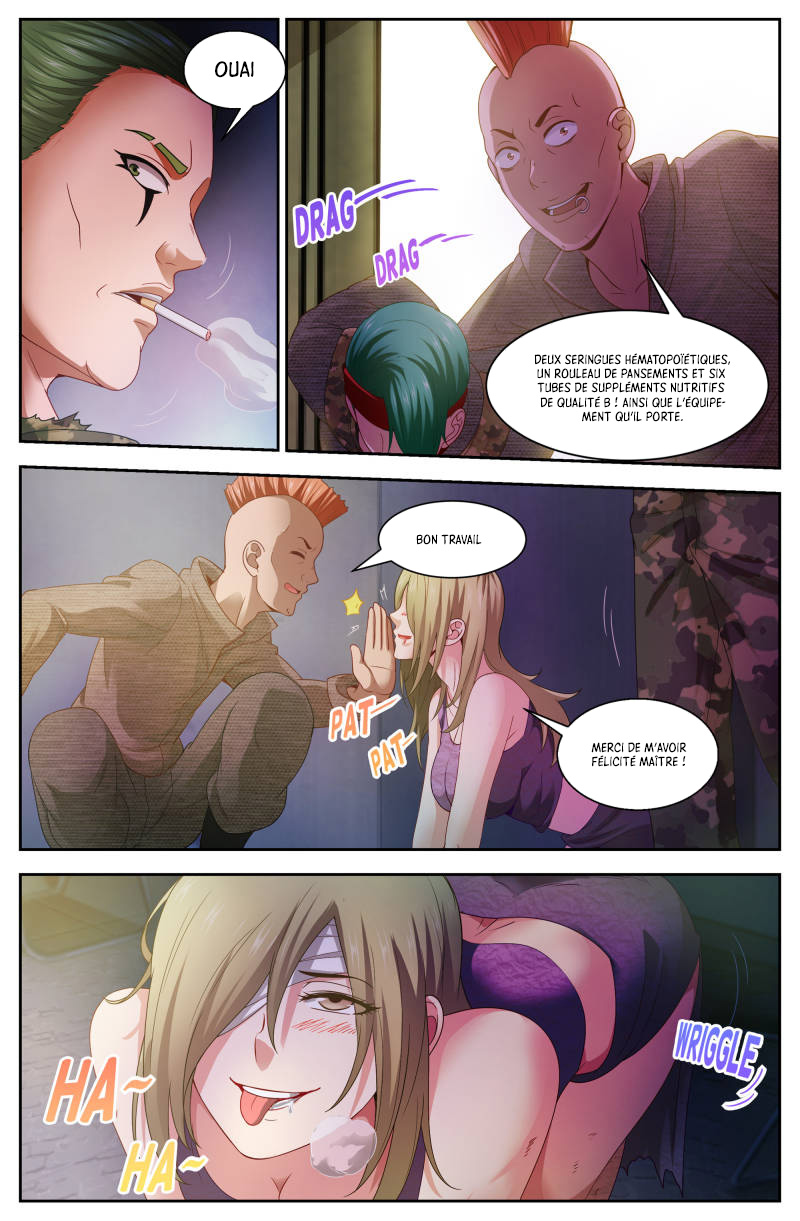 OUAI
DRAG
DRAG
DEUX SERINGUES HÉMATOPOÏÉTIQUES,
UN ROULEAU DE PANSEMENTS ET SIX
TUBES DE SUPPLÉMENTS NUTRITIFS
DE QUALITÉ B ! AINSI QUE L'ÉQUIPE-
MENT QU'IL PORTE.
BON TRAVAIL
PAT
PAT
MERCI DE M'AVOIR
FÉLICITÉ MAÎTRE !
WRIGGLE
HA~
HA~